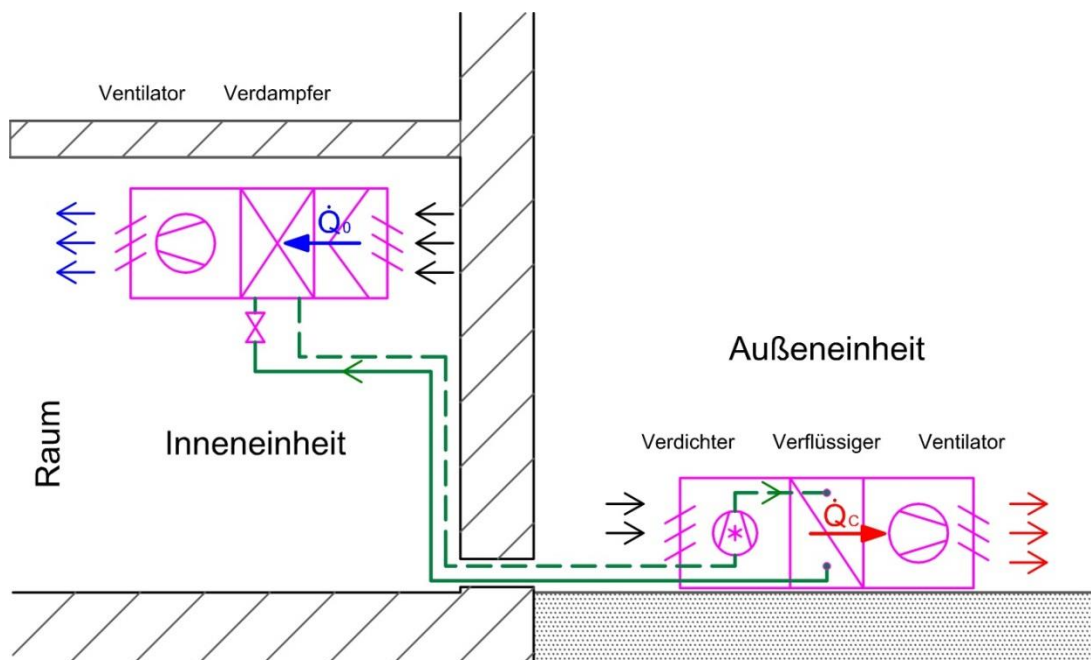 Ventilator Verdampfer
Q̇₀
Außeneinheit
Raum
Inneneinheit
Verdichter Verflüssiger Ventilator
Q̇C